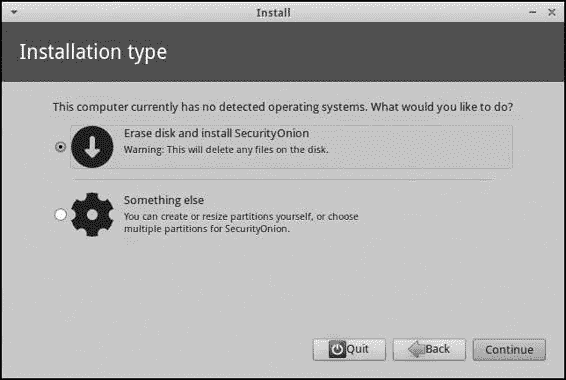 Install
Installation type
This computer currently has no detected operating systems. What would you like to do?
Erase disk and install SecurityOnion
Warning: This will delete any files on the disk.
Something else
You can create or resize partitions yourself, or choose
multiple partitions for SecurityOnion.
Quit
Back
Continue